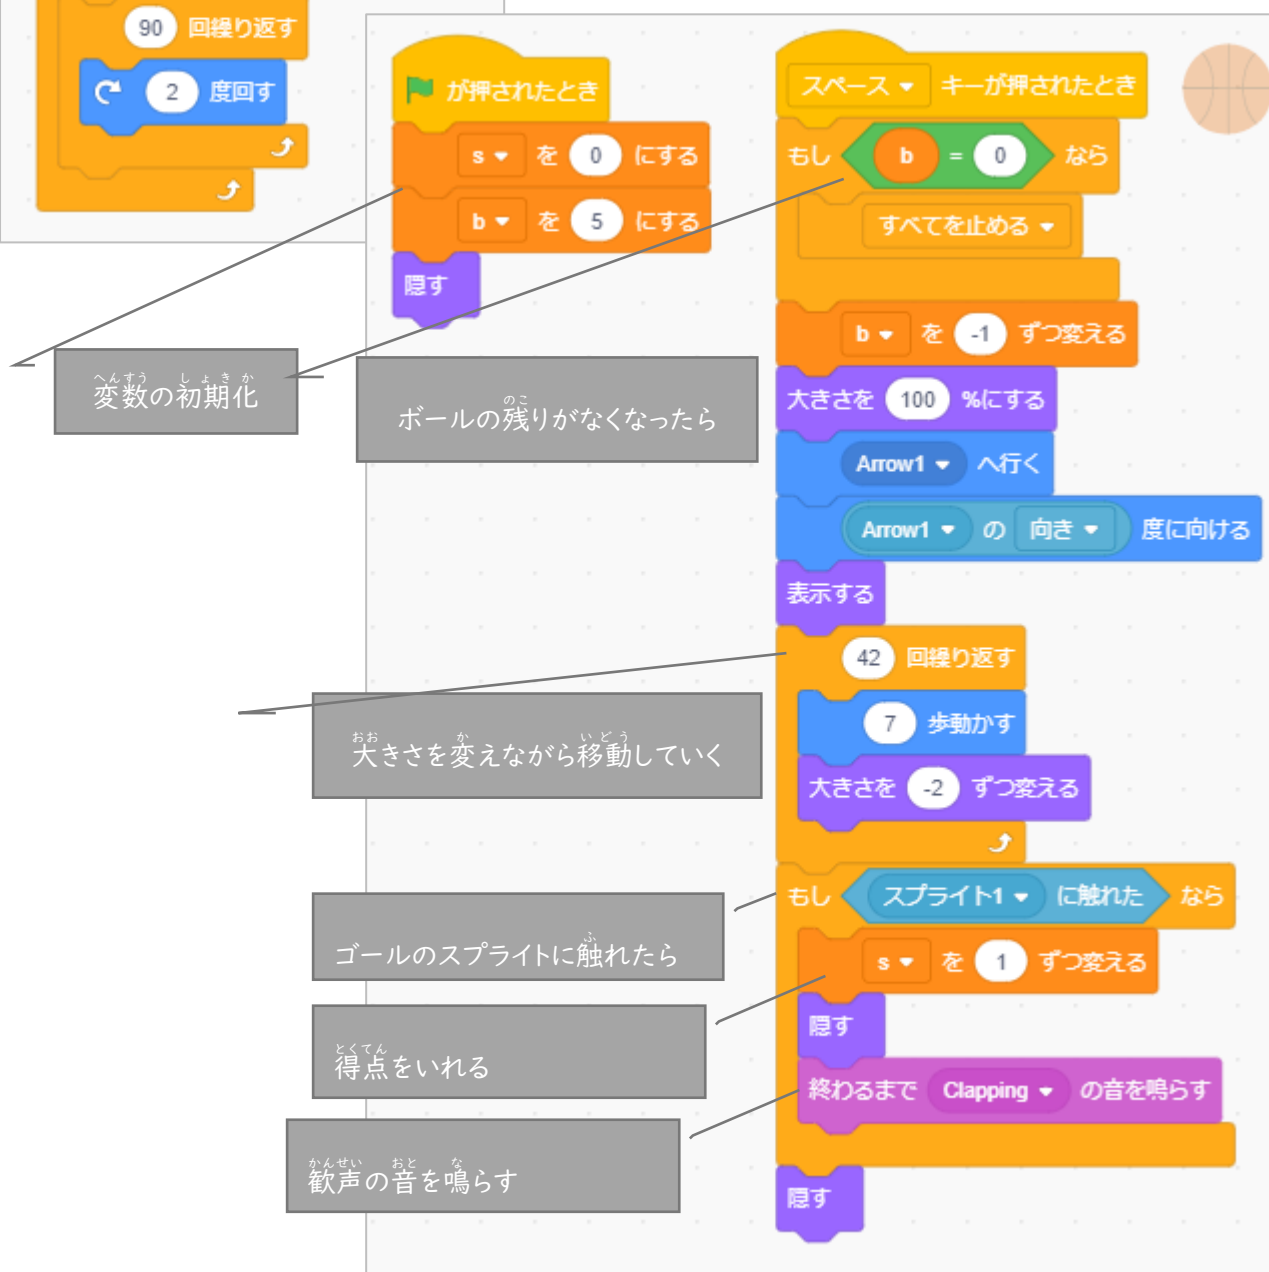 90 回繰り返す
2 度回す
が押されたとき
s を 0 にする
b を 5 にする
隠す
変数の初期化
へんすう しょきか
ボールの残りがなくなったら
のこ
大きさを変えながら移動していく
おお か いどう
ゴールのスプライトに触れたら
ふ
得点をいれる
とくてん
歓声の音を鳴らす
かんせい おと な
スペース キーが押されたとき
もし b = 0 なら
すべてを止める
b を -1 ずつ変える
大きさを 100 %にする
Arrow1 へ行く
Arrow1 の 向き 度に向ける
表示する
42 回繰り返す
7 歩動かす
大きさを -2 ずつ変える
もし スプライト1 に触れた なら
s を 1 ずつ変える
隠す
終わるまで Clapping の音を鳴らす
隠す